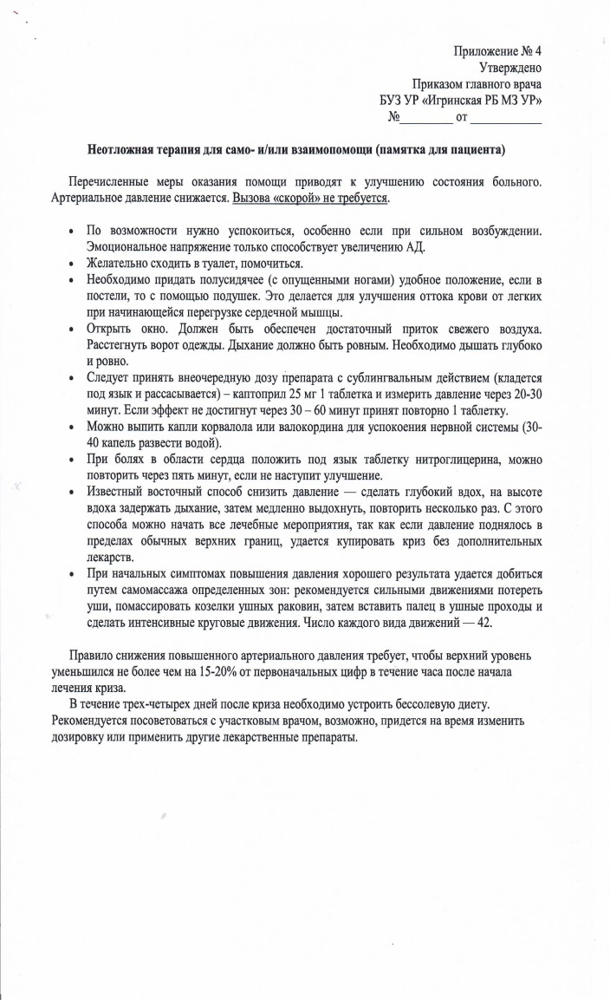 Приложение № 4
Утверждено
Приказом главного врача
БУЗ УР «Игринская РБ МЗ УР»
№_________ от ____________
Неотложная терапия для само- и/или взаимопомощи (памятка для пациента)
Перечисленные меры оказания помощи приводят к улучшению состояния больного.
Артериальное давление снижается. Вызова «скорой» не требуется.
• По возможности нужно успокоиться, особенно если при сильном возбуждении.
Эмоциональное напряжение только способствует увеличению АД.
• Желательно сходить в туалет, помочиться.
• Необходимо придать полусидячее (с опущенными ногами) удобное положение, если в
постели, то с помощью подушек. Это делается для улучшения оттока крови от легких
при начинающейся перегрузке сердечной мышцы.
• Открыть окно. Должен быть обеспечен достаточный приток свежего воздуха.
Расстегнуть ворот одежды. Дыхание должно быть ровным. Необходимо дышать глубоко
и ровно.
• Следует принять внеочередную дозу препарата с сублингвальным действием (кладется
под язык и рассасывается) – каптоприл 25 мг 1 таблетка и измерить давление через 20-30
минут. Если эффект не достигнут через 30 – 60 минут принят повторно 1 таблетку.
• Можно выпить капли корвалола или валокордина для успокоения нервной системы (30-
40 капель развести водой).
• При болях в области сердца положить под язык таблетку нитроглицерина, можно
повторить через пять минут, если не наступит улучшение.
• Известный восточный способ снизить давление — сделать глубокий вдох, на высоте
вдоха задержать дыхание, затем медленно выдохнуть, повторить несколько раз. С этого
способа можно начать все лечебные мероприятия, так как если давление поднялось в
пределах обычных верхних границ, удается купировать криз без дополнительных
лекарств.
• При начальных симптомах повышения давления хорошего результата удается добиться
путем самомассажа определенных зон: рекомендуется сильными движениями потереть
уши, помассировать козелки ушных раковин, затем вставить палец в ушные проходы и
сделать интенсивные круговые движения. Число каждого вида движений — 42.
Правило снижения повышенного артериального давления требует, чтобы верхний уровень
уменьшился не более чем на 15-20% от первоначальных цифр в течение часа после начала
лечения криза.
В течение трех-четырех дней после криза необходимо устроить бессолевую диету.
Рекомендуется посоветоваться с участковым врачом, возможно, придется на время изменить
дозировку или применить другие лекарственные препараты.